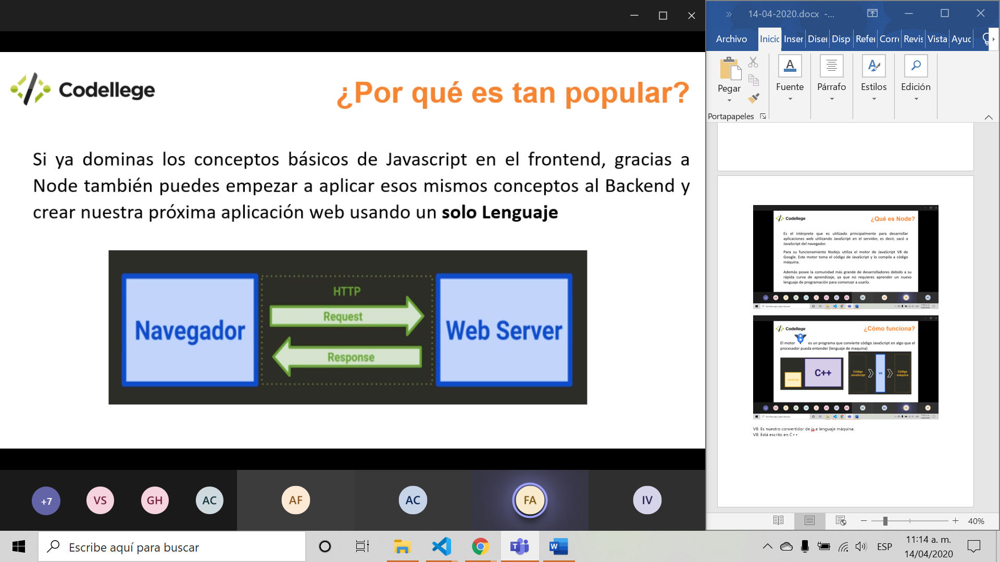 Codellege
¿Por qué es tan popular?
Si ya dominas los conceptos básicos de Javascript en el frontend, gracias a
Node también puedes empezar a aplicar esos mismos conceptos al Backend y
crear nuestra próxima aplicación web usando un solo Lenguaje
HTTP
Navegador
Request
Web Server
Response
+7
VS
GH
AC
AF
AC
FA
IV
14-04-2020.docx -...
Archivo Inicio Inser Diseñ Disp Refer Corre Revis Vista Ayuc
Pegar
Fuente
Párrafo
Estilos
Edición
Portapapeles
Codellege
¿Qué es Node?
Es el intérprete que es utilizado principalmente para desarrollar
aplicaciones web utilizando JavaScript en el servidor, es decir, sacó a
JavaScript del navegador.
Para su funcionamiento Nodejs utiliza el motor de JavaScript V8 de
Google. Este motor toma el código de JavaScript y lo compila a código
máquina.
Además posee la comunidad más grande de desarrolladores debido a su
rápida curva de aprendizaje, ya que no requieres aprender un nuevo
lenguaje de programación para comenzar a usarlo.
Codellege
¿Cómo funciona?
El motor 8 es un programa que convierte código JavaScript en algo que el
procesador pueda entender (lenguaje de maquina)
C++
Código
JavaScript
V8
Código
máquina
V8: Es nuestro convertidor de js a lenguaje máquina.
V8: Está escrito en C++
40%
Escribe aquí para buscar
ESP
11:14 a. m.
14/04/2020